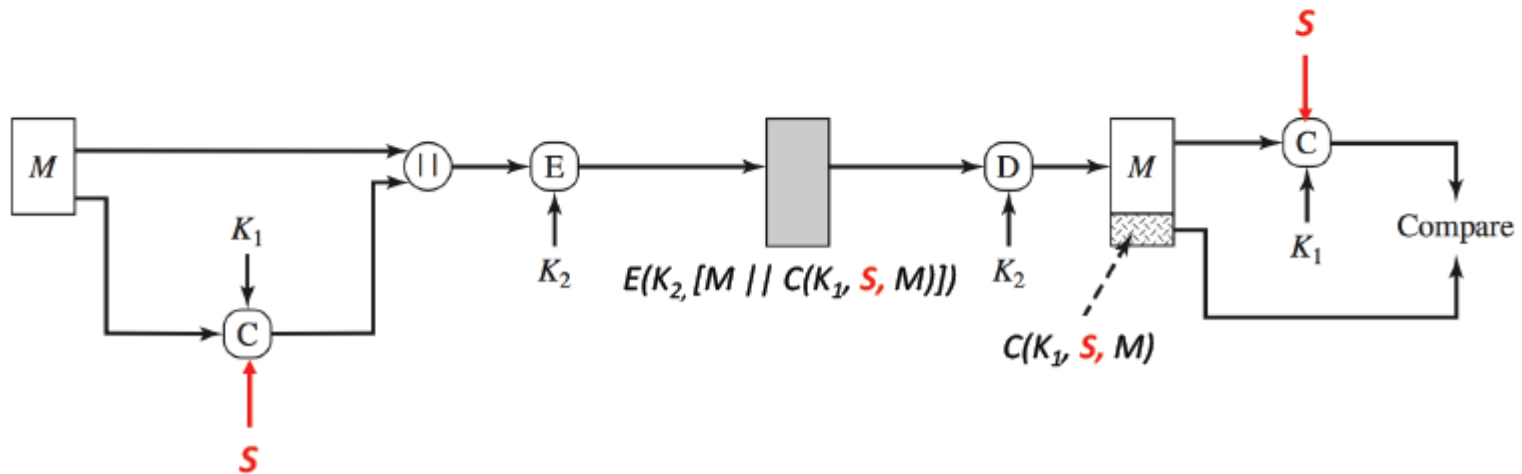 S
M
||
E
D
M
C
K1
K2
E(K2, [M || C(K1, S, M)])
K2
K1
Compare
C
C(K1, S, M)
S